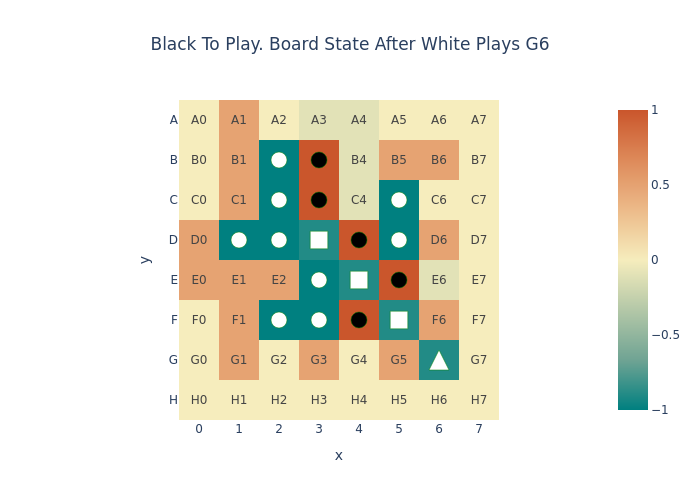 Black To Play. Board State After White Plays G6
A A0 A1 A2 A3 A4 A5 A6 A7
B B0 B1 B4 B5 B6 B7
C C0 C1 C4 C6 C7
D D0 D6 D7
E E0 E1 E2 E6 E7
F F0 F1 F6 F7
G G0 G1 G2 G3 G4 G5 G7
H H0 H1 H2 H3 H4 H5 H6 H7
0 1 2 3 4 5 6 7
x
y
1
0.5
0
−0.5
−1